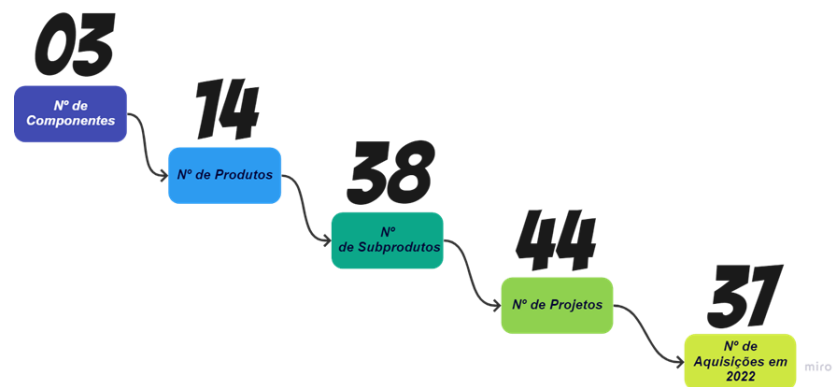 03
Nº de
Componentes
14
Nº de Produtos
38
Nº
de Subprodutos
44
Nº de Projetos
37
Nº de
Aquisições em
2022
miro